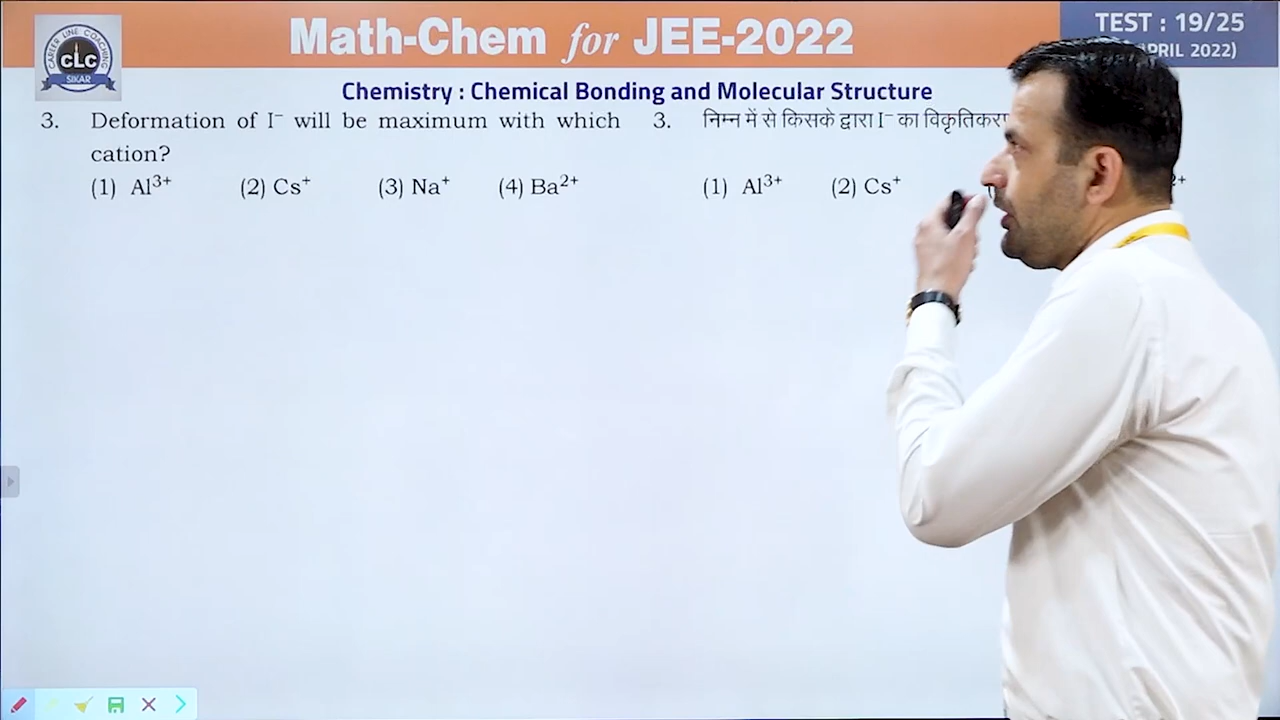 Math-Chem for JEE-2022
TEST : 19/25
PRIL 2022)
CAREER LINE COACHING
CLC
SIKAR
Chemistry : Chemical Bonding and Molecular Structure
3. Deformation of I⁻ will be maximum with which
cation?
(1) Al³⁺ (2) Cs⁺ (3) Na⁺ (4) Ba²⁺
3. निम्न में से किसके द्वारा I⁻ का
(1) Al³⁺ (2) Cs⁺